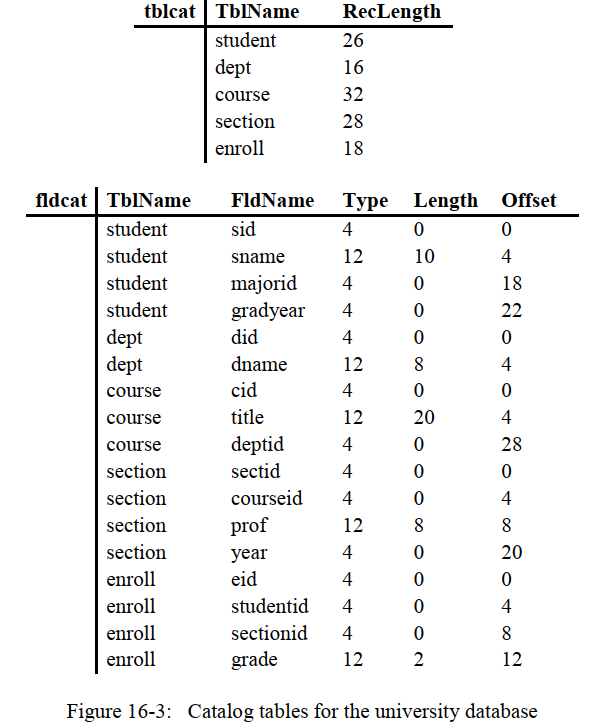 tblcat TblName RecLength
student 26
dept 16
course 32
section 28
enroll 18
fldcat TblName FldName Type Length Offset
student sid 4 0 0
student sname 12 10 4
student majorid 4 0 18
student gradyear 4 0 22
dept did 4 0 0
dept dname 12 8 4
course cid 4 0 0
course title 12 20 4
course deptid 4 0 28
section sectid 4 0 0
section courseid 4 0 4
section prof 12 8 8
section year 4 0 20
enroll eid 4 0 0
enroll studentid 4 0 4
enroll sectionid 4 0 8
enroll grade 12 2 12
Figure 16-3: Catalog tables for the university database